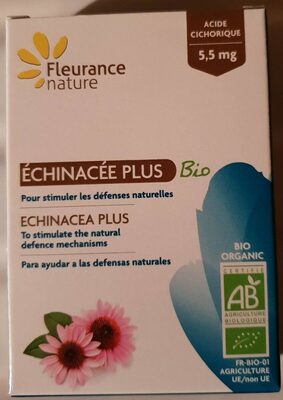 ACIDE
CICHORIQUE
5,5 mg
Fleurance
nature
ÉCHINACÉE PLUS Bio
Pour stimuler les défenses naturelles
ECHINACEA PLUS
To stimulate the natural
defence mechanisms
Para ayudar a las defensas naturales
BIO
ORGANIC
CERTIFIÉ
AB
AGRICULTURE
BIOLOGIQUE
FR-BIO-01
AGRICULTURE
UE/non UE